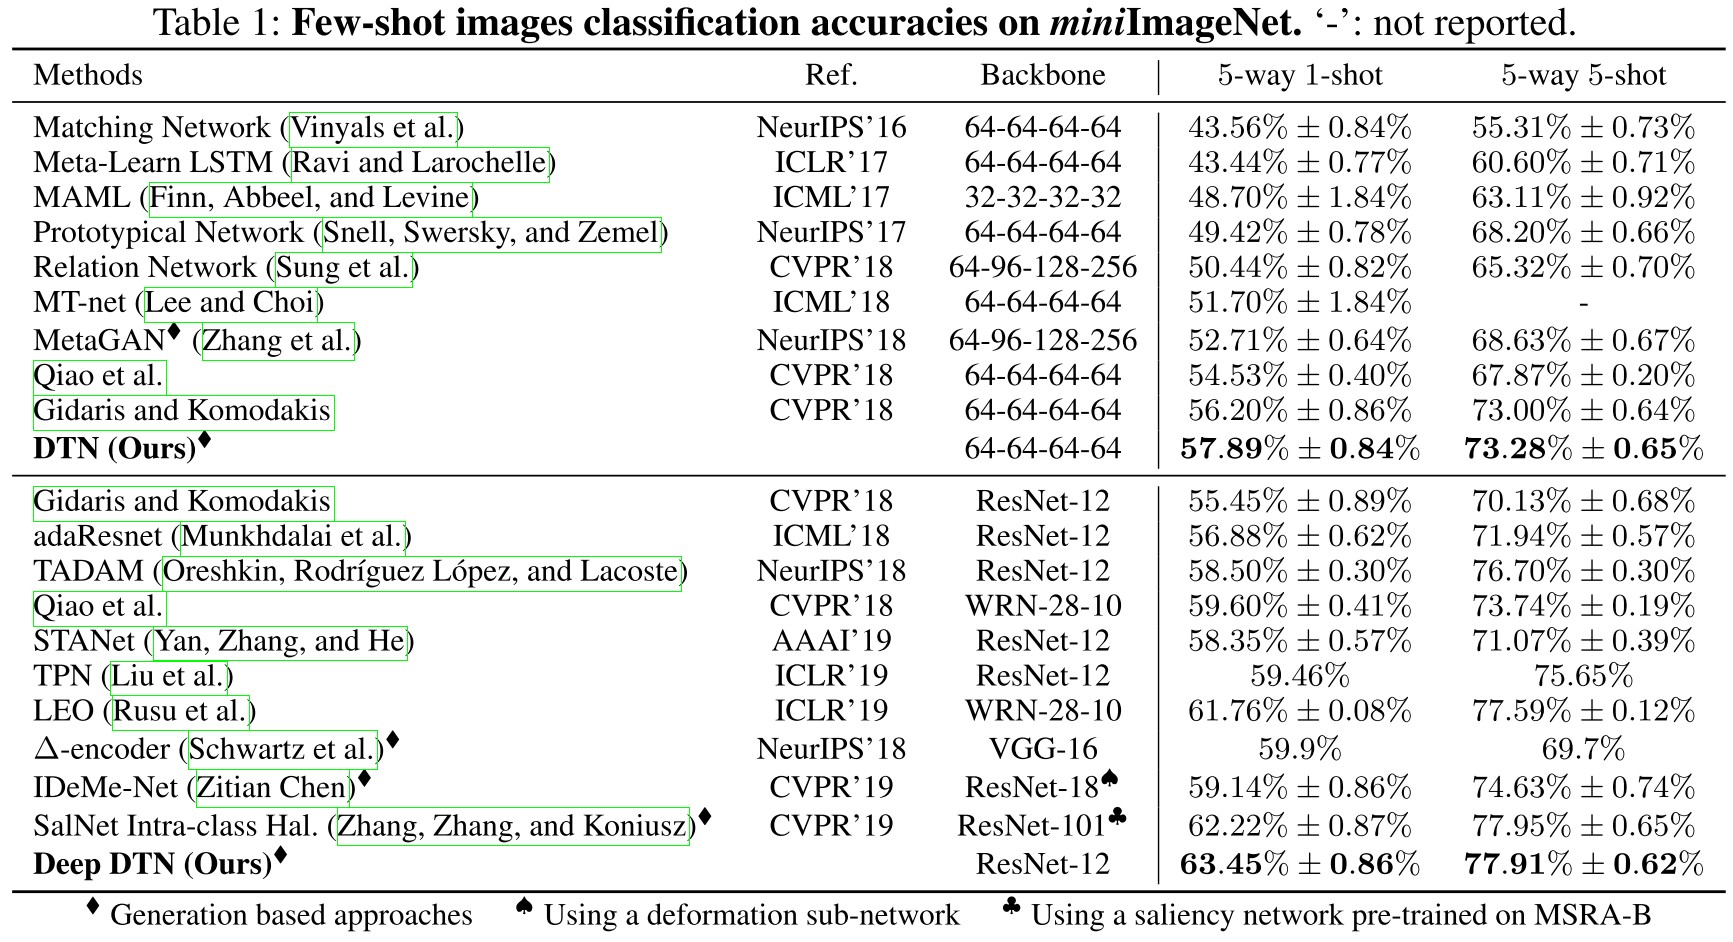 Table 1: Few-shot images classification accuracies on miniImageNet. ‘-’: not reported.
Methods Ref. Backbone 5-way 1-shot 5-way 5-shot
Matching Network (Vinyals et al.) NeurIPS’16 64-64-64-64 43.56% ± 0.84% 55.31% ± 0.73%
Meta-Learn LSTM (Ravi and Larochelle) ICLR’17 64-64-64-64 43.44% ± 0.77% 60.60% ± 0.71%
MAML (Finn, Abbeel, and Levine) ICML’17 32-32-32-32 48.70% ± 1.84% 63.11% ± 0.92%
Prototypical Network (Snell, Swersky, and Zemel) NeurIPS’17 64-64-64-64 49.42% ± 0.78% 68.20% ± 0.66%
Relation Network (Sung et al.) CVPR’18 64-96-128-256 50.44% ± 0.82% 65.32% ± 0.70%
MT-net (Lee and Choi) ICML’18 64-64-64-64 51.70% ± 1.84% -
MetaGAN♦ (Zhang et al.) NeurIPS’18 64-96-128-256 52.71% ± 0.64% 68.63% ± 0.67%
Qiao et al. CVPR’18 64-64-64-64 54.53% ± 0.40% 67.87% ± 0.20%
Gidaris and Komodakis CVPR’18 64-64-64-64 56.20% ± 0.86% 73.00% ± 0.64%
DTN (Ours)♦ 64-64-64-64 57.89% ± 0.84% 73.28% ± 0.65%
Gidaris and Komodakis CVPR’18 ResNet-12 55.45% ± 0.89% 70.13% ± 0.68%
adaResnet (Munkhdalai et al.) ICML’18 ResNet-12 56.88% ± 0.62% 71.94% ± 0.57%
TADAM (Oreshkin, Rodríguez López, and Lacoste) NeurIPS’18 ResNet-12 58.50% ± 0.30% 76.70% ± 0.30%
Qiao et al. CVPR’18 WRN-28-10 59.60% ± 0.41% 73.74% ± 0.19%
STANet (Yan, Zhang, and He) AAAI’19 ResNet-12 58.35% ± 0.57% 71.07% ± 0.39%
TPN (Liu et al.) ICLR’19 ResNet-12 59.46% 75.65%
LEO (Rusu et al.) ICLR’19 WRN-28-10 61.76% ± 0.08% 77.59% ± 0.12%
Δ-encoder (Schwartz et al.)♦ NeurIPS’18 VGG-16 59.9% 69.7%
IDeMe-Net (Zitian Chen)♦ CVPR’19 ResNet-18♠ 59.14% ± 0.86% 74.63% ± 0.74%
SalNet Intra-class Hal. (Zhang, Zhang, and Koniusz)♦ CVPR’19 ResNet-101♣ 62.22% ± 0.87% 77.95% ± 0.65%
Deep DTN (Ours)♦ ResNet-12 63.45% ± 0.86% 77.91% ± 0.62%
♦ Generation based approaches ♠ Using a deformation sub-network ♣ Using a saliency network pre-trained on MSRA-B